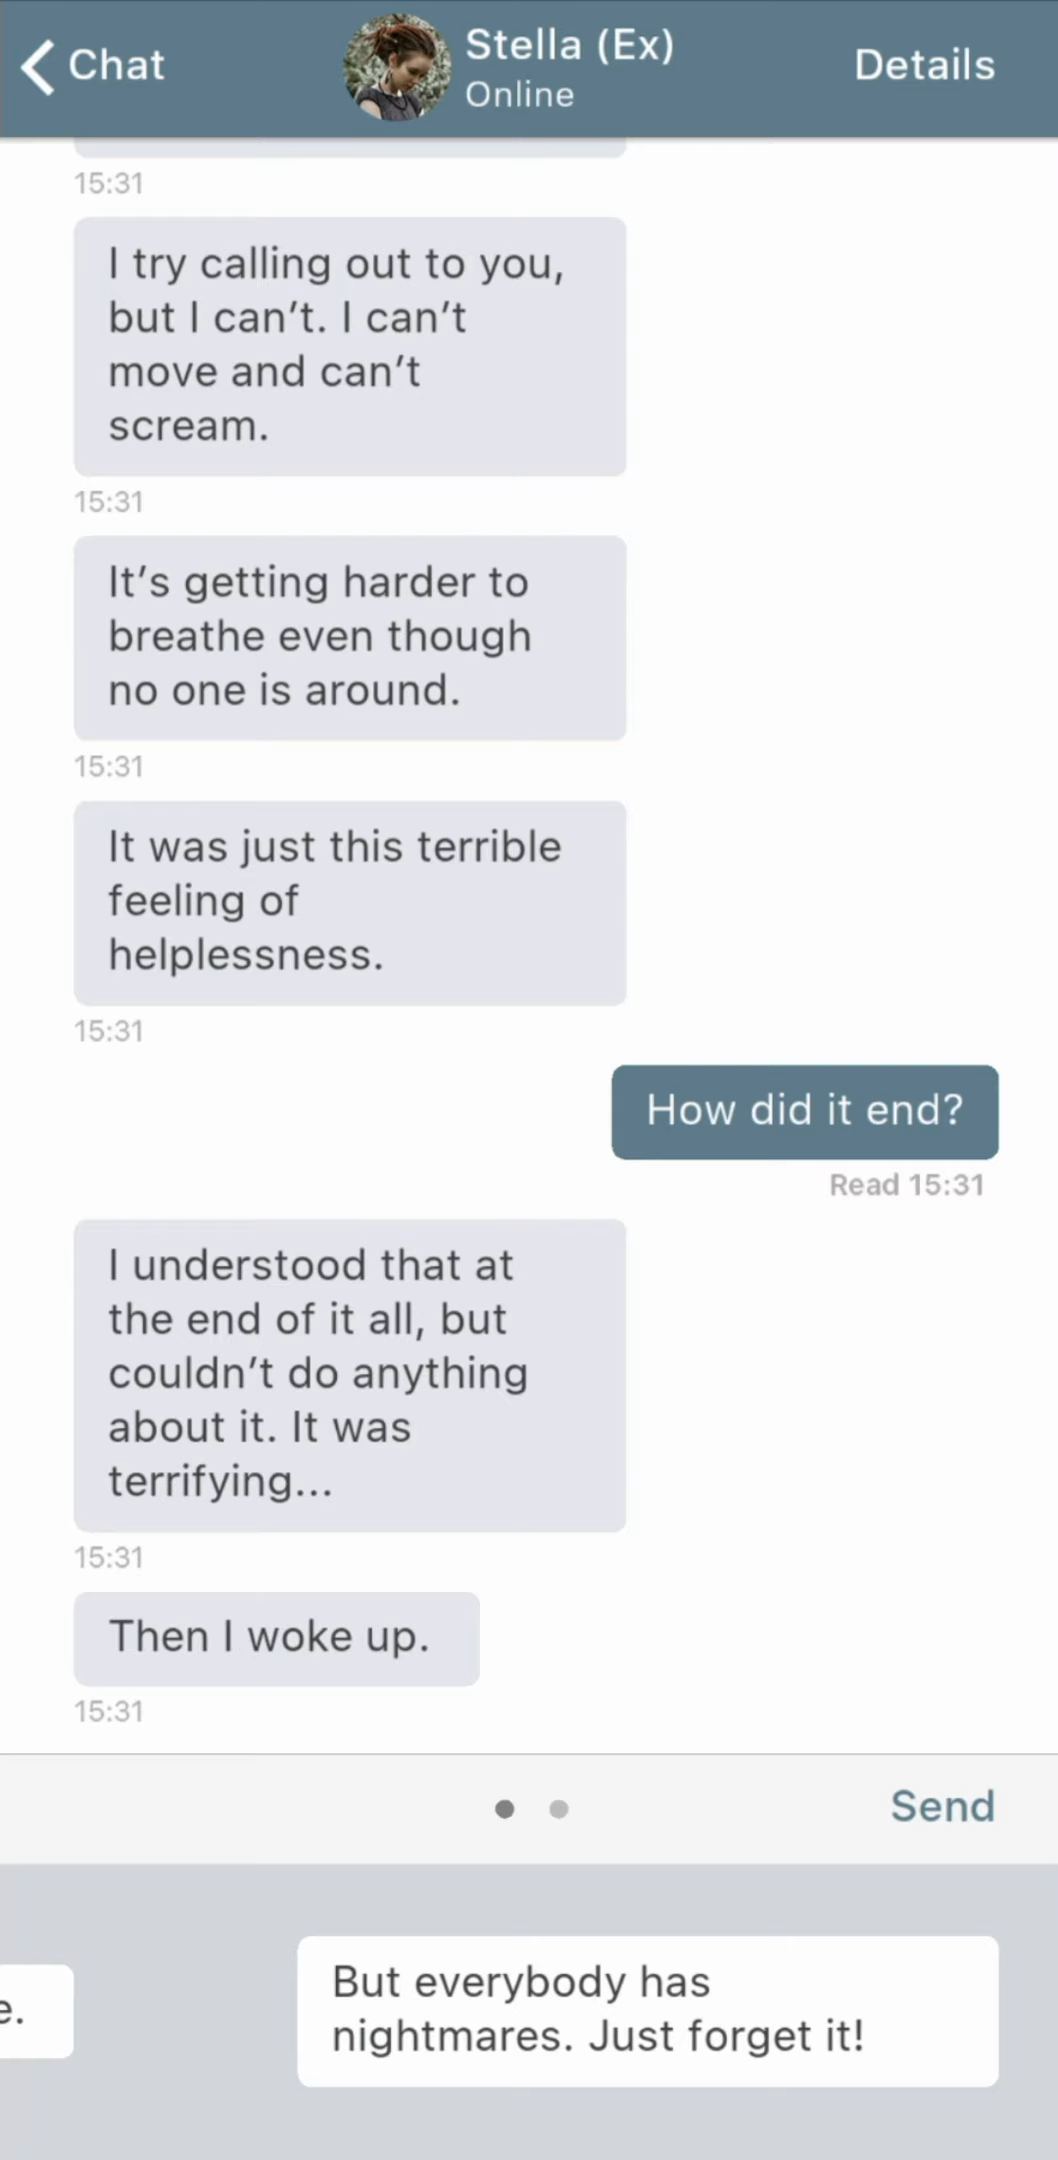 Chat
Stella (Ex)
Online
Details
15:31
I try calling out to you,
but I can’t. I can’t
move and can’t
scream.
15:31
It’s getting harder to
breathe even though
no one is around.
15:31
It was just this terrible
feeling of
helplessness.
15:31
How did it end?
Read 15:31
I understood that at
the end of it all, but
couldn’t do anything
about it. It was
terrifying...
15:31
Then I woke up.
15:31
Send
e.
But everybody has
nightmares. Just forget it!